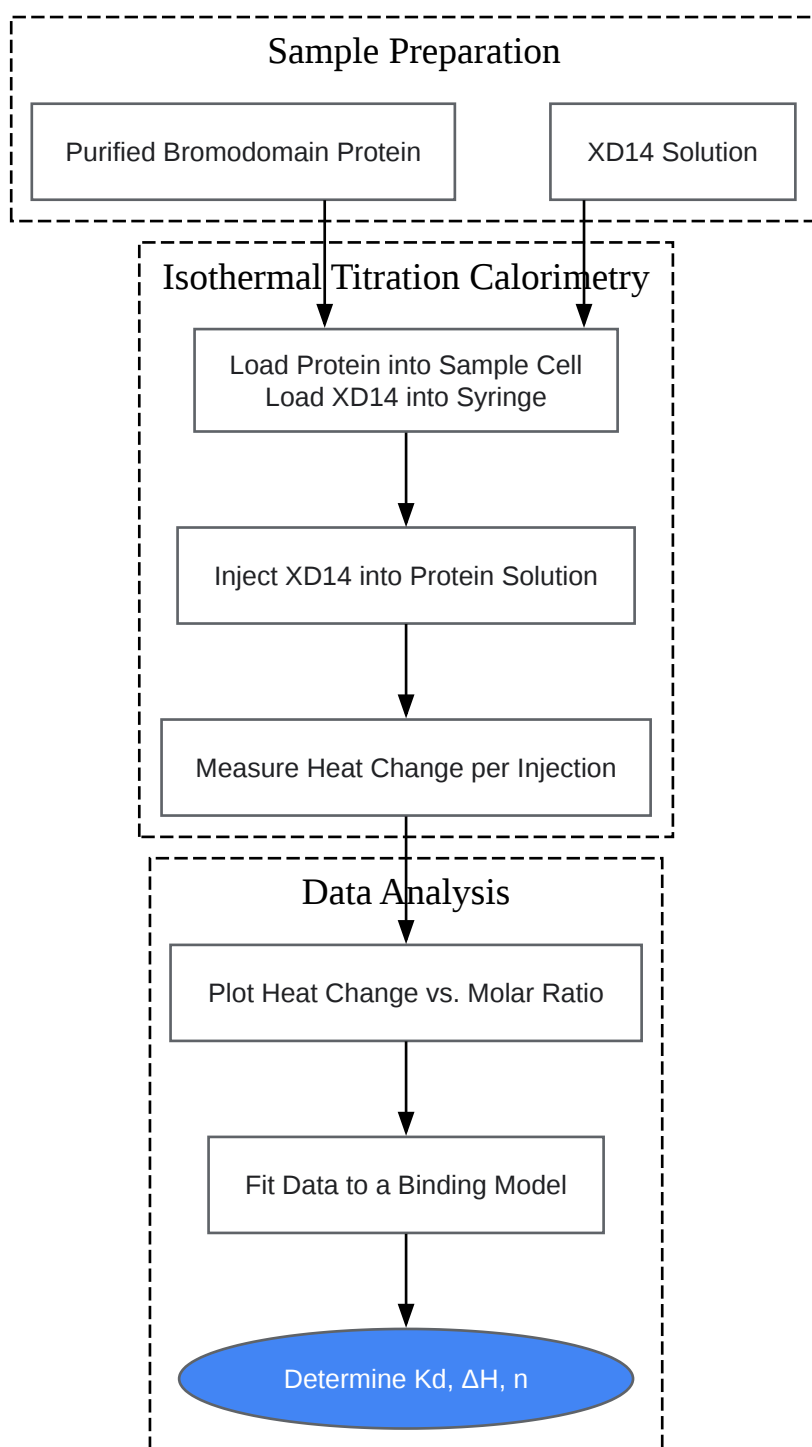 Sample Preparation
Purified Bromodomain Protein
XD14 Solution
Isothermal Titration Calorimetry
Load Protein into Sample Cell
Load XD14 into Syringe
Inject XD14 into Protein Solution
Measure Heat Change per Injection
Data Analysis
Plot Heat Change vs. Molar Ratio
Fit Data to a Binding Model
Determine Kd, ΔH, n